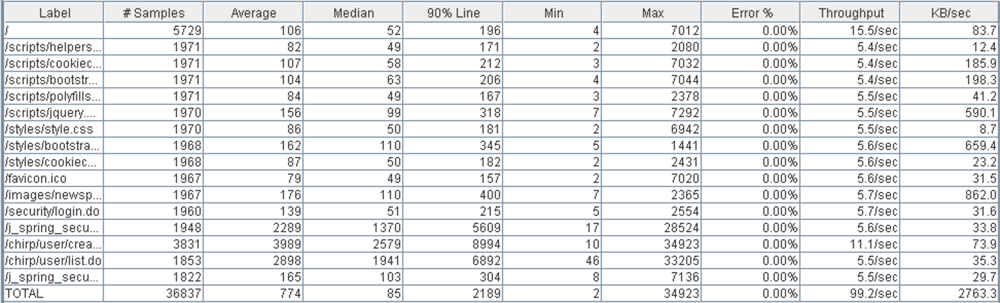 Label # Samples Average Median 90% Line Min Max Error % Throughput KB/sec
/ 5729 106 52 196 4 7012 0.00% 15.5/sec 83.7
/scripts/helpers... 1971 82 49 171 2 2080 0.00% 5.4/sec 12.4
/scripts/cookiec... 1971 107 58 212 3 7032 0.00% 5.4/sec 185.9
/scripts/bootstr... 1971 104 63 206 4 7044 0.00% 5.4/sec 198.3
/scripts/polyfills... 1971 84 49 167 3 2378 0.00% 5.5/sec 41.2
/scripts/jquery.... 1970 156 99 318 7 7292 0.00% 5.5/sec 590.1
/styles/style.css 1970 86 50 181 2 6942 0.00% 5.5/sec 8.7
/styles/bootstra... 1968 162 110 345 5 1441 0.00% 5.6/sec 659.4
/styles/cookiec... 1968 87 50 182 2 2431 0.00% 5.6/sec 23.2
/favicon.ico 1967 79 49 157 2 7020 0.00% 5.6/sec 31.5
/images/newsp... 1967 176 110 400 7 2365 0.00% 5.7/sec 862.0
/security/login.do 1960 139 51 215 5 2554 0.00% 5.7/sec 31.6
/j_spring_secu... 1948 2289 1370 5609 17 28524 0.00% 5.6/sec 33.8
/chirp/user/crea... 3831 3989 2579 8994 10 34923 0.00% 11.1/sec 73.9
/chirp/user/list.do 1853 2898 1941 6892 46 33205 0.00% 5.5/sec 35.3
/j_spring_secu... 1822 165 103 304 8 7136 0.00% 5.5/sec 29.7
TOTAL 36837 774 85 2189 2 34923 0.00% 99.2/sec 2763.3